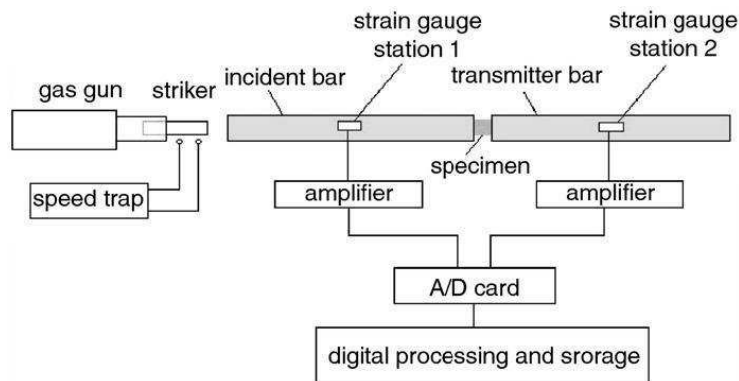 strain gauge
station 1
strain gauge
station 2
incident bar
transmitter bar
gas gun
striker
specimen
speed trap
amplifier
amplifier
A/D card
digital processing and srorage